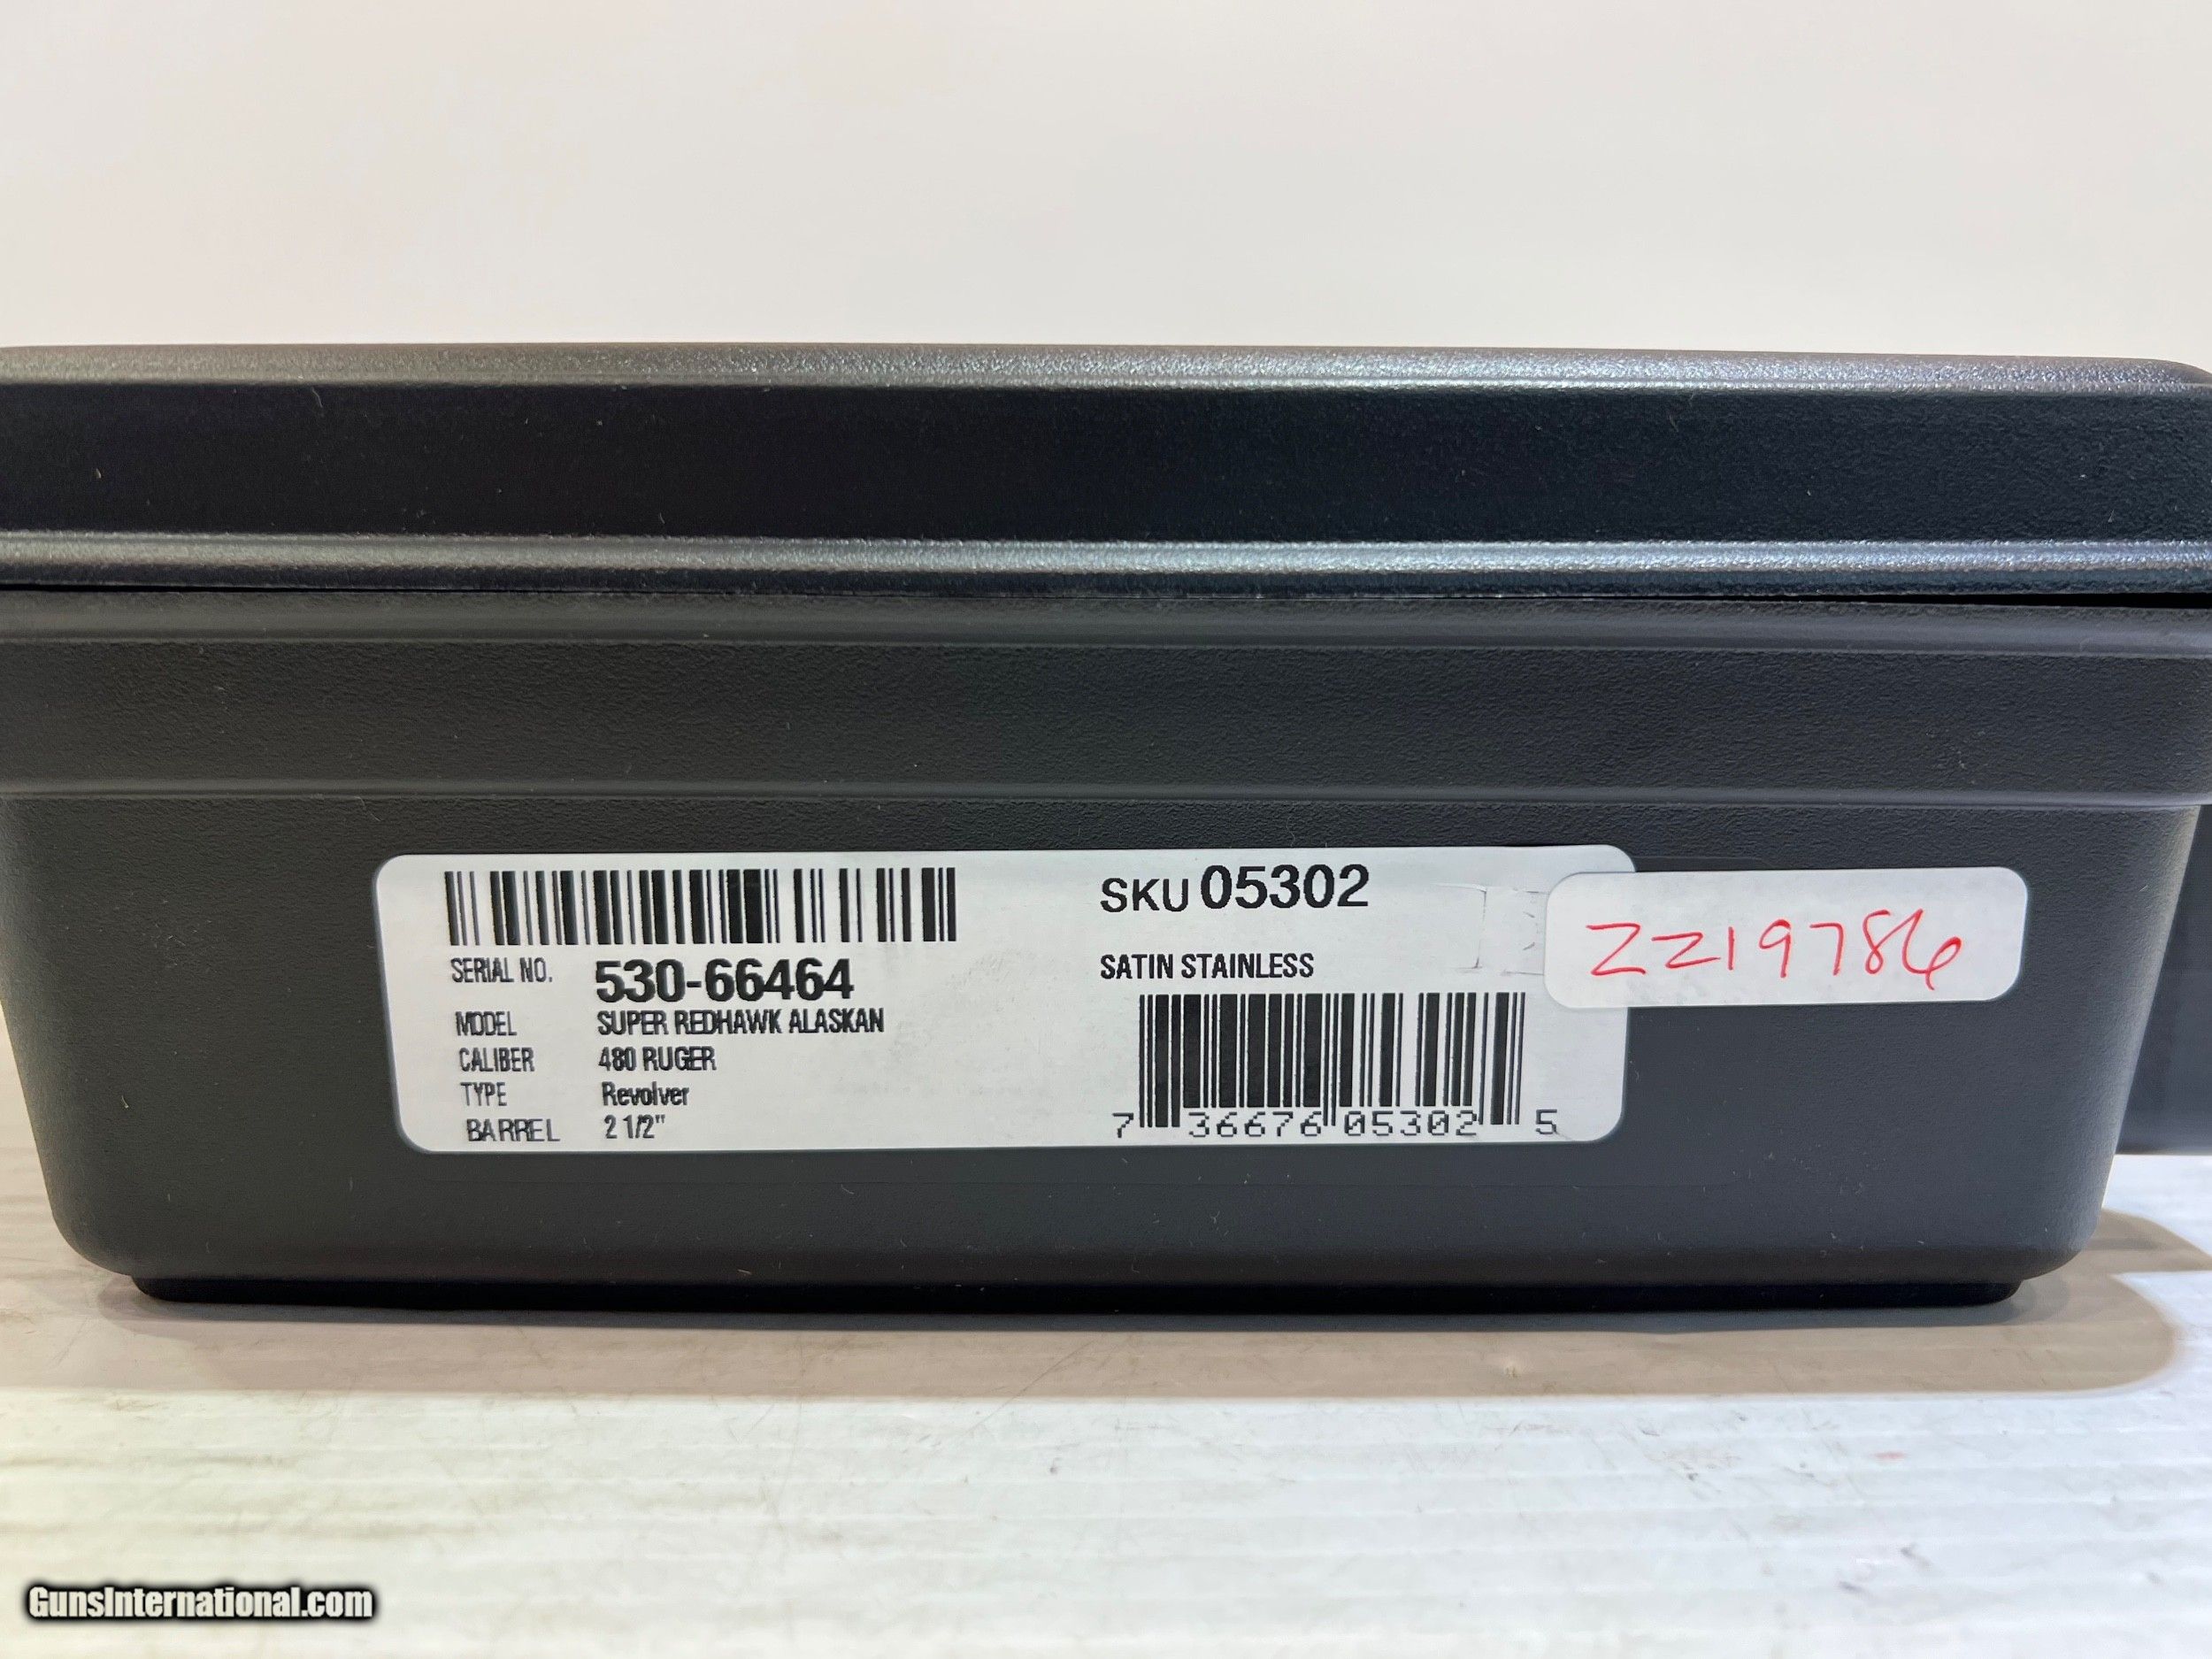 SKU 05302
SERIAL NO. 530-66464
SATIN STAINLESS
ZZ19786
MODEL SUPER REDHAWK ALASKAN
CALIBER 480 RUGER
TYPE Revolver
BARREL 2 1/2"
7 36676 05302 5
GunsInternational.com